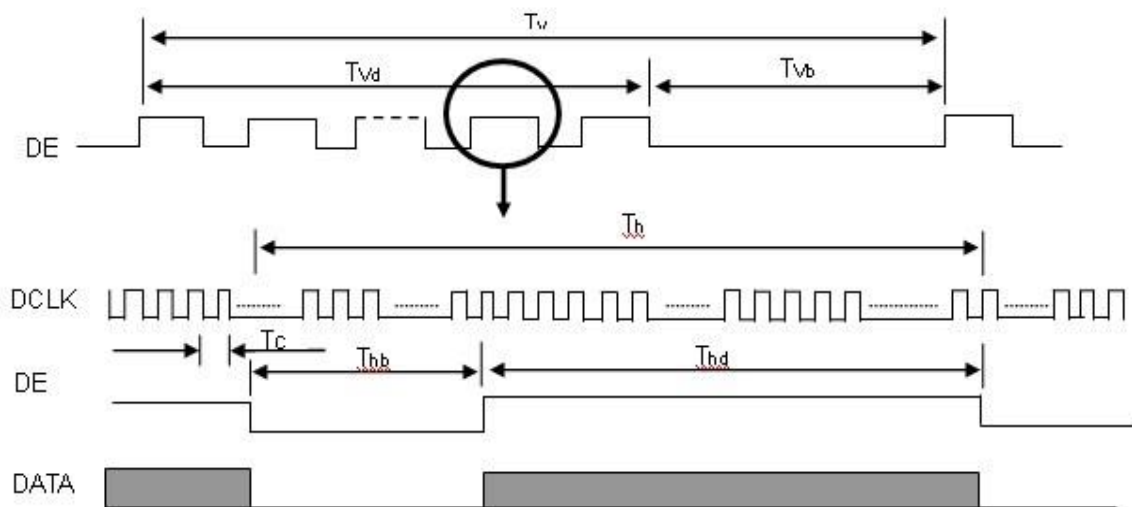 Tv
Tvd
Tvb
DE
Th
DCLK
Tc
Thb
Thd
DE
DATA